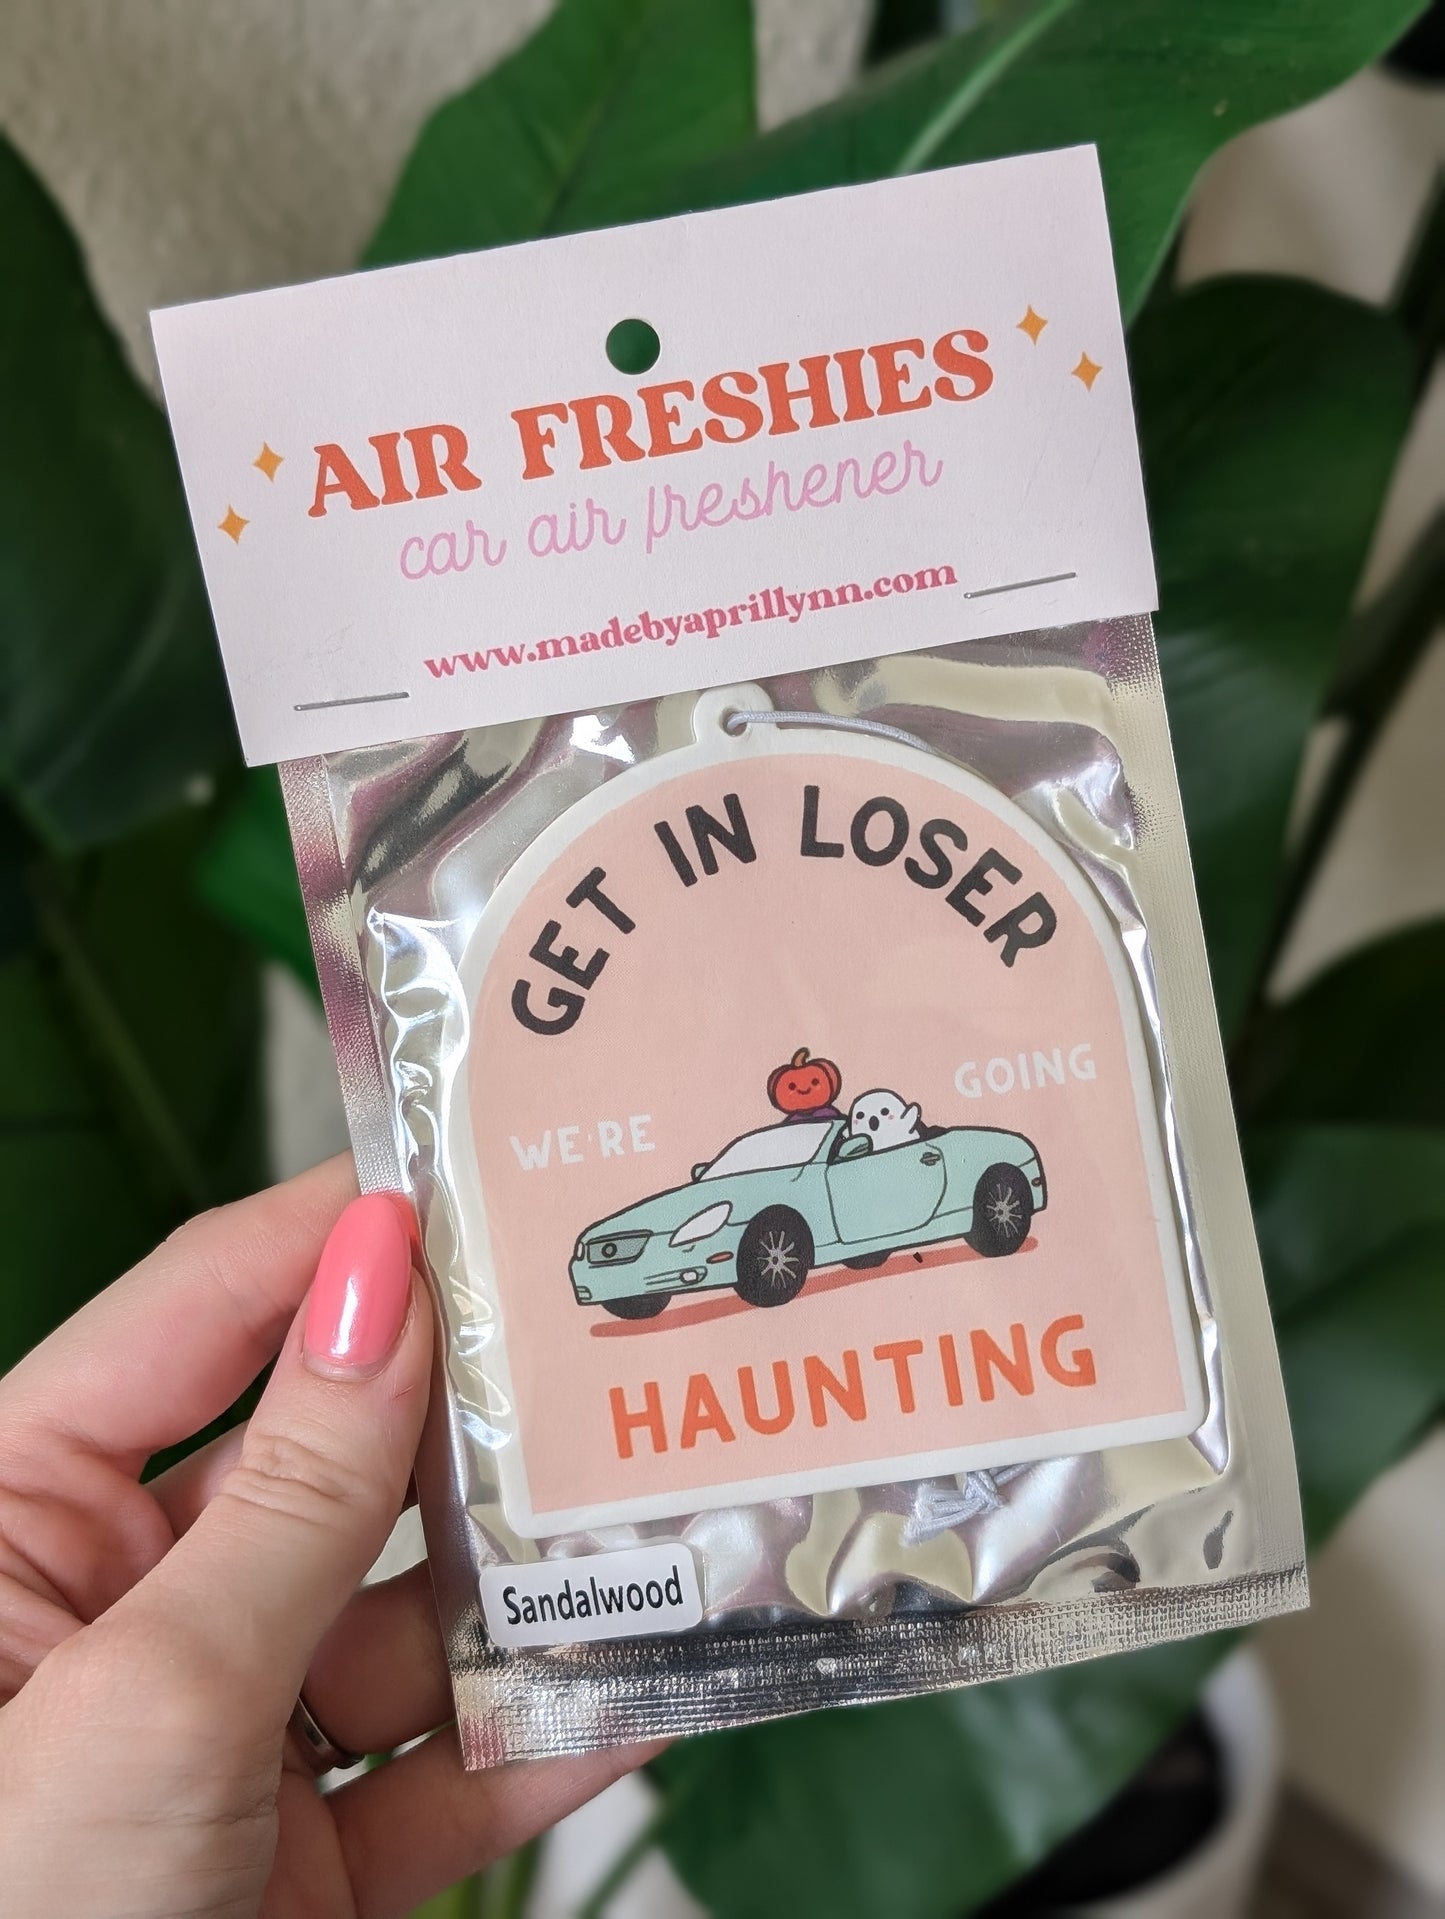 AIR FRESHIES
car air freshener
www.madebyaprillynn.com
GET IN LOSER
WE'RE GOING
HAUNTING
Sandalwood